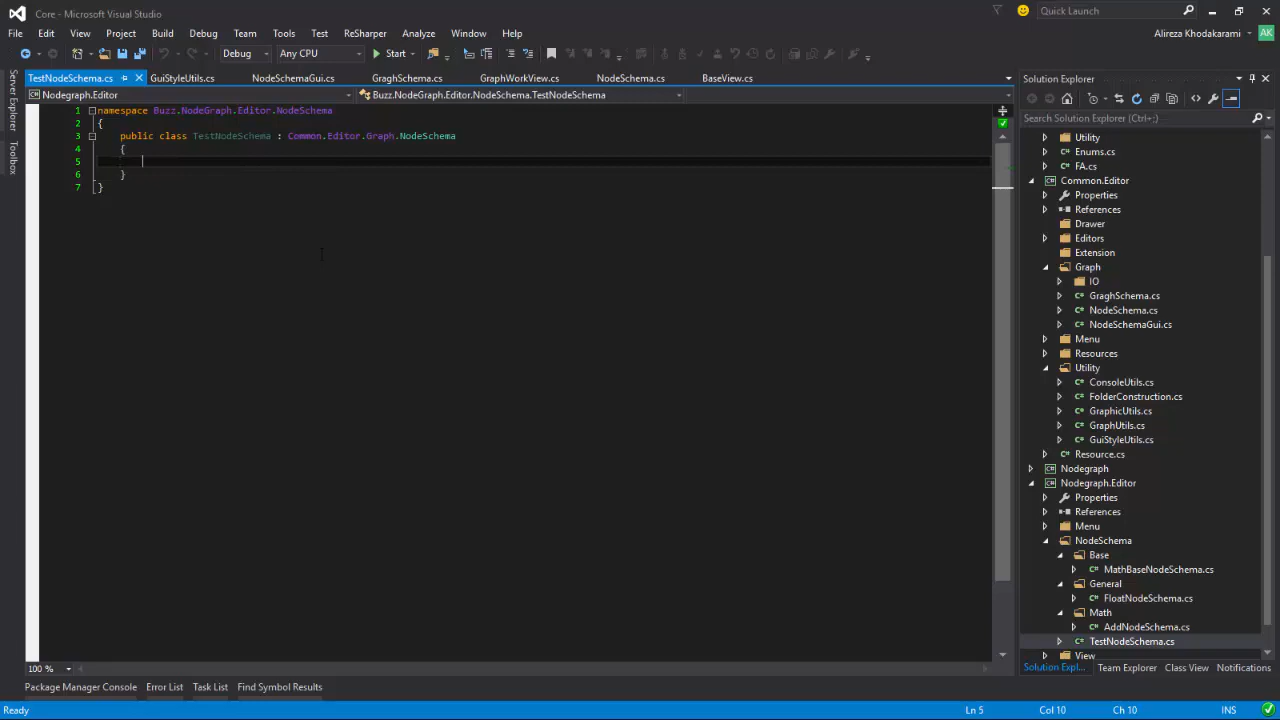 Core - Microsoft Visual Studio
Quick Launch
File Edit View Project Build Debug Team Tools Test ReSharper Analyze Window Help
Alireza Khodakarami AK
Debug Any CPU Start
TestNodeSchema.cs GuiStyleUtils.cs NodeSchemaGui.cs GraghSchema.cs GraphWorkView.cs NodeSchema.cs BaseView.cs
Nodegraph.Editor Buzz.NodeGraph.Editor.NodeSchema.TestNodeSchema
1 namespace Buzz.NodeGraph.Editor.NodeSchema
2 {
3 public class TestNodeSchema : Common.Editor.Graph.NodeSchema
4 {
5
6 }
7 }
100 %
Server Explorer
Toolbox
Solution Explorer
Search Solution Explorer (Ctrl+;)
Utility
Enums.cs
FA.cs
Common.Editor
Properties
References
Drawer
Editors
Extension
Graph
IO
GraghSchema.cs
NodeSchema.cs
NodeSchemaGui.cs
Menu
Resources
Utility
ConsoleUtils.cs
FolderConstruction.cs
GraphicUtils.cs
GraphUtils.cs
GuiStyleUtils.cs
Resource.cs
Nodegraph
Nodegraph.Editor
Properties
References
Menu
NodeSchema
Base
MathBaseNodeSchema.cs
General
FloatNodeSchema.cs
Math
AddNodeSchema.cs
TestNodeSchema.cs
View
Solution Expl... Team Explorer Class View Notifications
Package Manager Console Error List Task List Find Symbol Results
Ready Ln 5 Col 10 Ch 10 INS